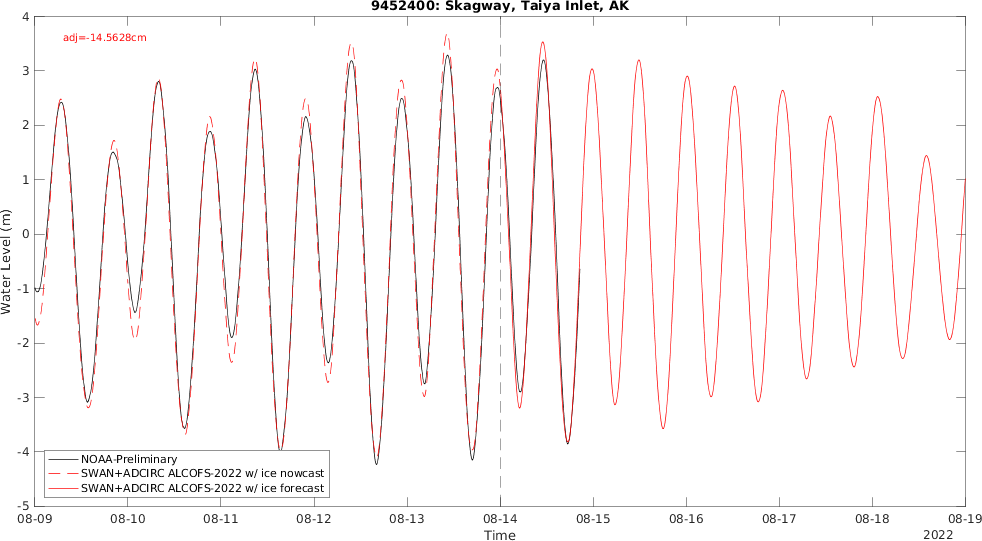 9452400: Skagway, Taiya Inlet, AK
adj=-14.5628cm
Water Level (m)
4
3
2
1
0
-1
-2
-3
-4
-5
NOAA-Preliminary
SWAN+ADCIRC ALCOFS-2022 w/ ice nowcast
SWAN+ADCIRC ALCOFS-2022 w/ ice forecast
08-09 08-10 08-11 08-12 08-13 08-14 08-15 08-16 08-17 08-18 08-19
Time
2022